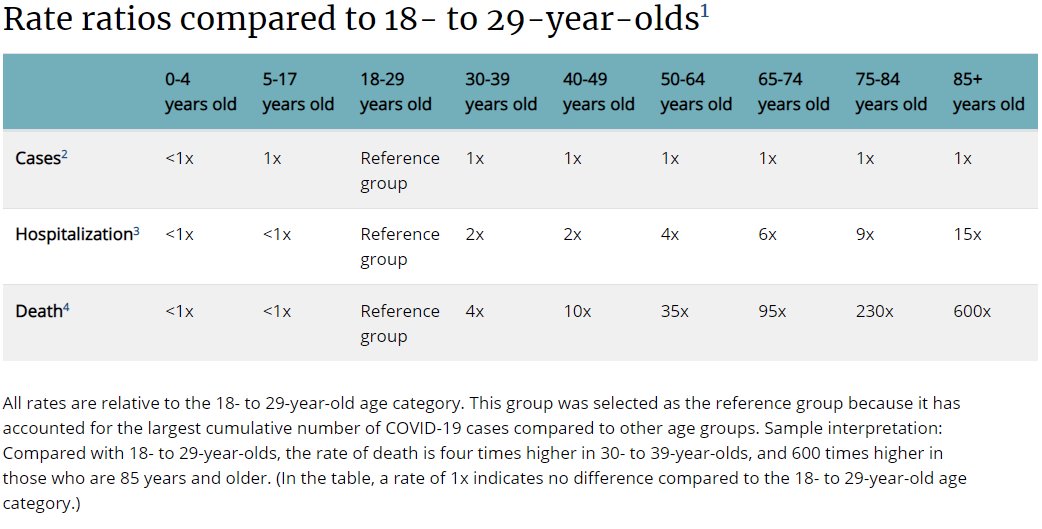 Rate ratios compared to 18- to 29-year-olds1
0-4 years old 5-17 years old 18-29 years old 30-39 years old 40-49 years old 50-64 years old 65-74 years old 75-84 years old 85+ years old
Cases2 <1x 1x Reference group 1x 1x 1x 1x 1x 1x
Hospitalization3 <1x <1x Reference group 2x 2x 4x 6x 9x 15x
Death4 <1x <1x Reference group 4x 10x 35x 95x 230x 600x
All rates are relative to the 18- to 29-year-old age category. This group was selected as the reference group because it has
accounted for the largest cumulative number of COVID-19 cases compared to other age groups. Sample interpretation:
Compared with 18- to 29-year-olds, the rate of death is four times higher in 30- to 39-year-olds, and 600 times higher in
those who are 85 years and older. (In the table, a rate of 1x indicates no difference compared to the 18- to 29-year-old age
category.)